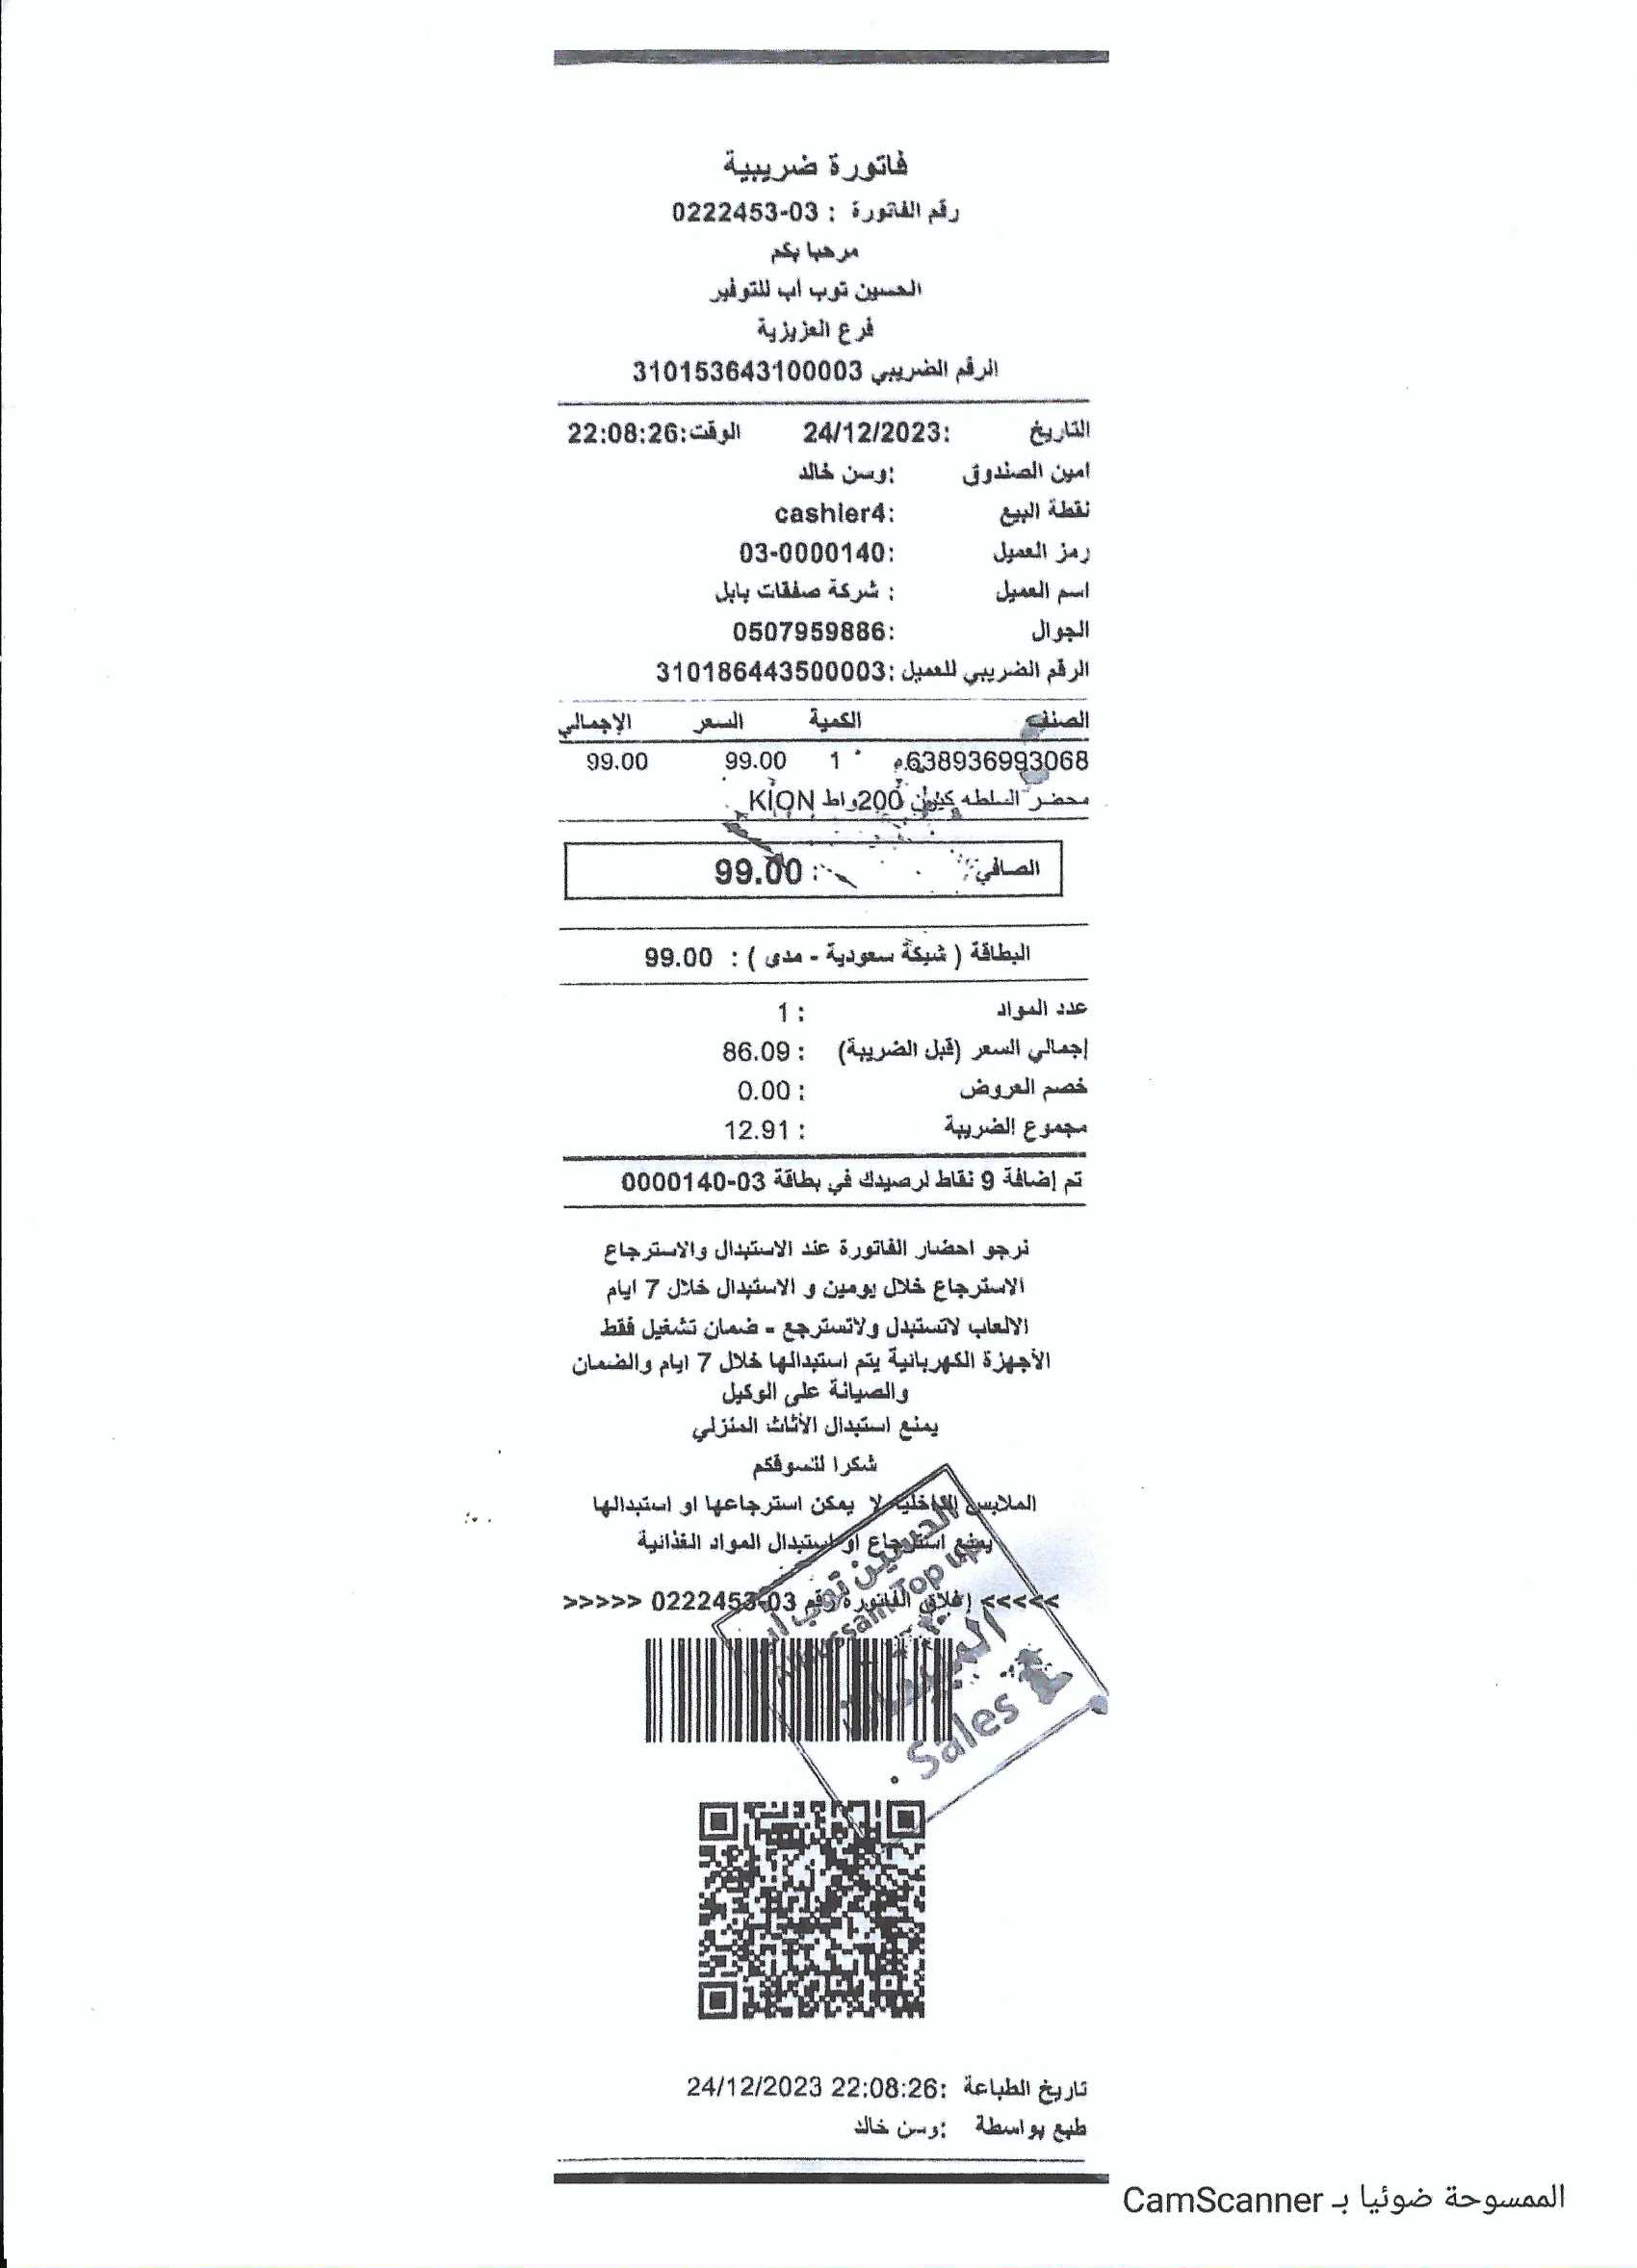 فاتورة ضريبية
رقم الفاتورة : 03-0222453
مرحبا بكم
الحسين توب اب للتوفير
فرع العزيزية
الرقم الضريبي 310153643100003
التاريخ :24/12/2023 الوقت:22:08:26
امين الصندوق :وسن خالد
نقطة البيع :cashier4
رمز العميل :03-0000140
اسم العميل : شركة صفقات بابل
الجوال :0507959886
الرقم الضريبي للعميل :310186443500003
الصنف الكمية السعر الإجمالي
638936993068 1 99.00 99.00
محضر السلطه كيون 200واط KION
الصافي : 99.00
البطاقة ( شبكة سعودية - مدى ) : 99.00
عدد المواد : 1
إجمالي السعر (قبل الضريبة) : 86.09
خصم العروض : 0.00
مجموع الضريبة : 12.91
تم إضافة 9 نقاط لرصيدك في بطاقة 03-0000140
نرجو احضار الفاتورة عند الاستبدال والاسترجاع
الاسترجاع خلال يومين و الاستبدال خلال 7 ايام
الالعاب لاتستبدل ولاتسترجع - ضمان تشغيل فقط
الأجهزة الكهربائية يتم استبدالها خلال 7 ايام والضمان
والصيانة على الوكيل
يمنع استبدال الأثاث المنزلي
شكرا لتسوقكم
الملابس الداخلية لا يمكن استرجاعها او استبدالها
يمنع استرجاع او استبدال المواد الغذائية
>>>>> إغلاق الفاتورة رقم 03-0222453 <<<<<
الحسين توب اب
Top up
المبيعات
Sales
تاريخ الطباعة :24/12/2023 22:08:26
طبع بواسطة :وسن خالد
الممسوحة ضوئيا بـ CamScanner